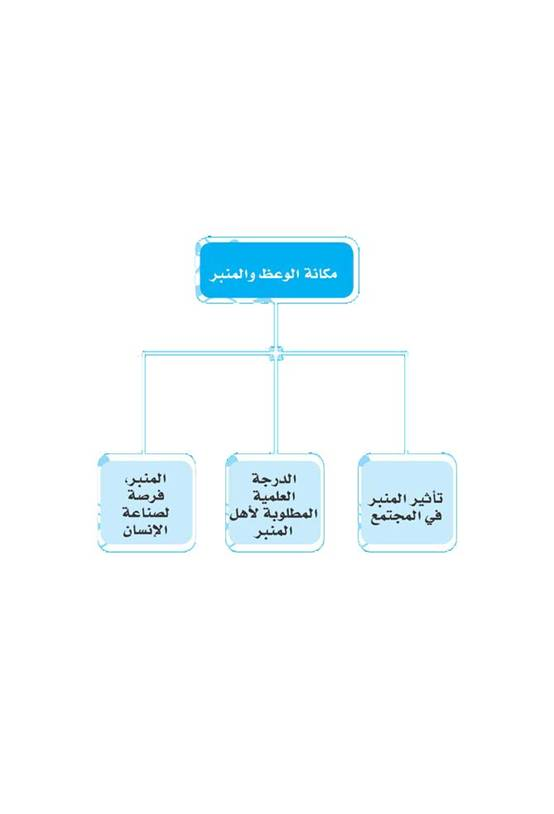 مكانة الوعظ والمنبر
تأثير المنبر
في المجتمع
الدرجة
العلمية
المطلوبة لأهل
المنبر
المنبر،
فرصة
لصناعة
الإنسان